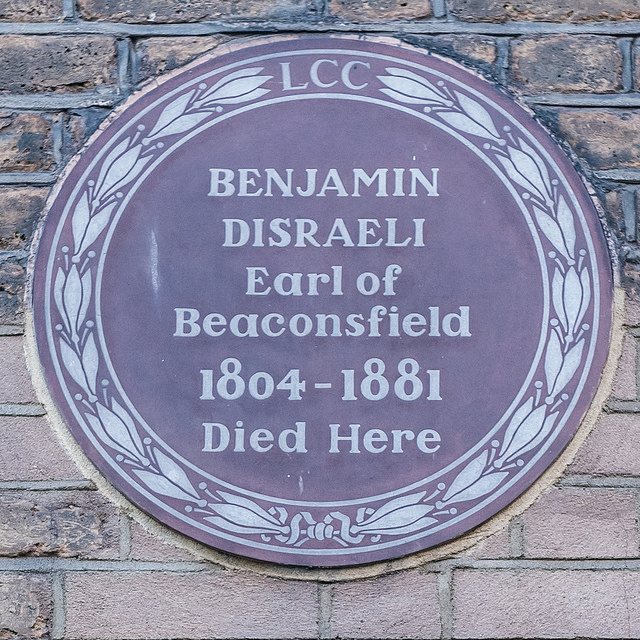 LCC
BENJAMIN
DISRAELI
Earl of
Beaconsfield
1804-1881
Died Here